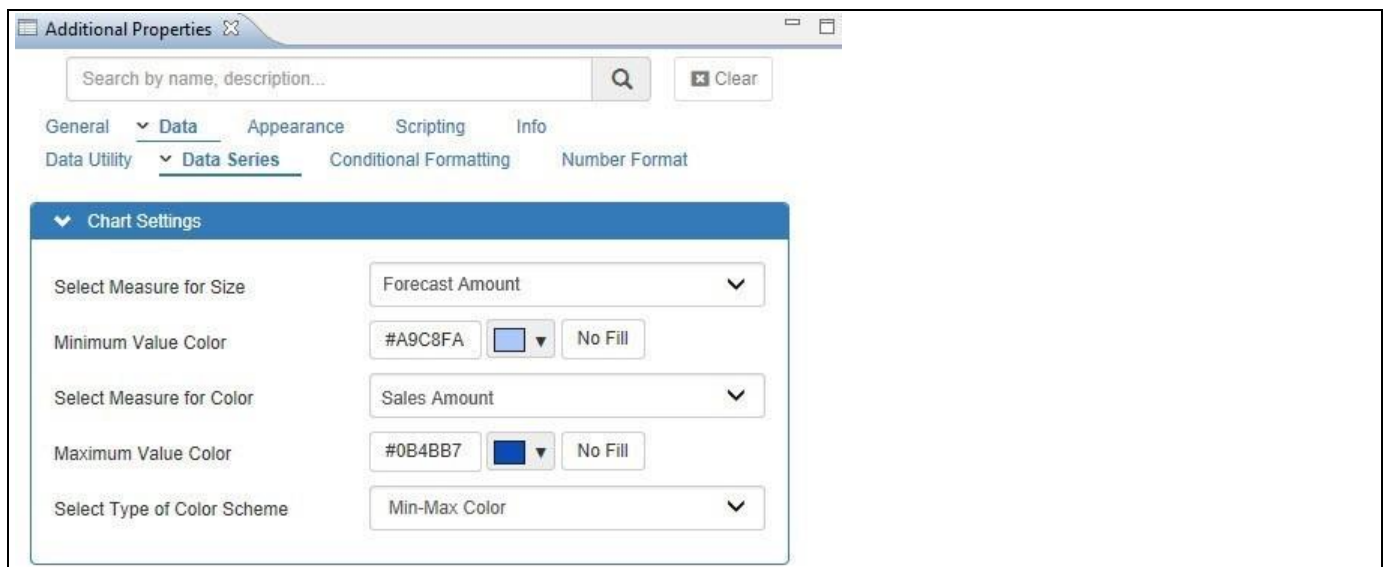 Additional Properties
Search by name, description...
Clear
General Data Appearance Scripting Info
Data Utility Data Series Conditional Formatting Number Format
Chart Settings
Select Measure for Size Forecast Amount
Minimum Value Color #A9C8FA No Fill
Select Measure for Color Sales Amount
Maximum Value Color #0B4BB7 No Fill
Select Type of Color Scheme Min-Max Color